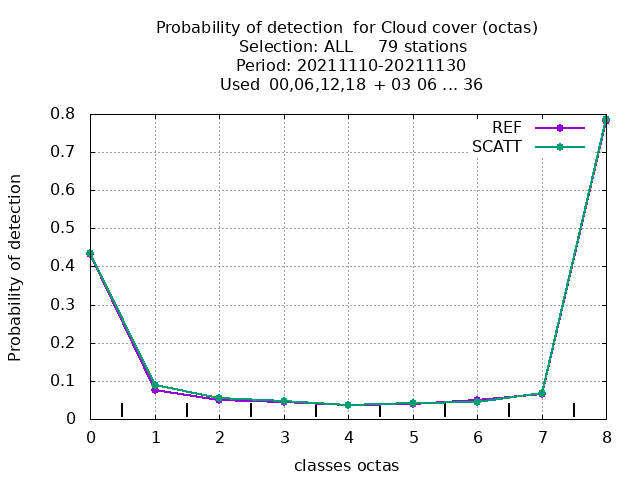 Probability of detection  for Cloud cover (octas)
Selection: ALL     79 stations
Period: 20211110-20211130
Used  00,06,12,18  + 03 06 ... 36
REF
SCATT
0.8
0.7
0.6
0.5
0.4
0.3
0.2
0.1
0
Probability of detection
0 1 2 3 4 5 6 7 8
classes octas